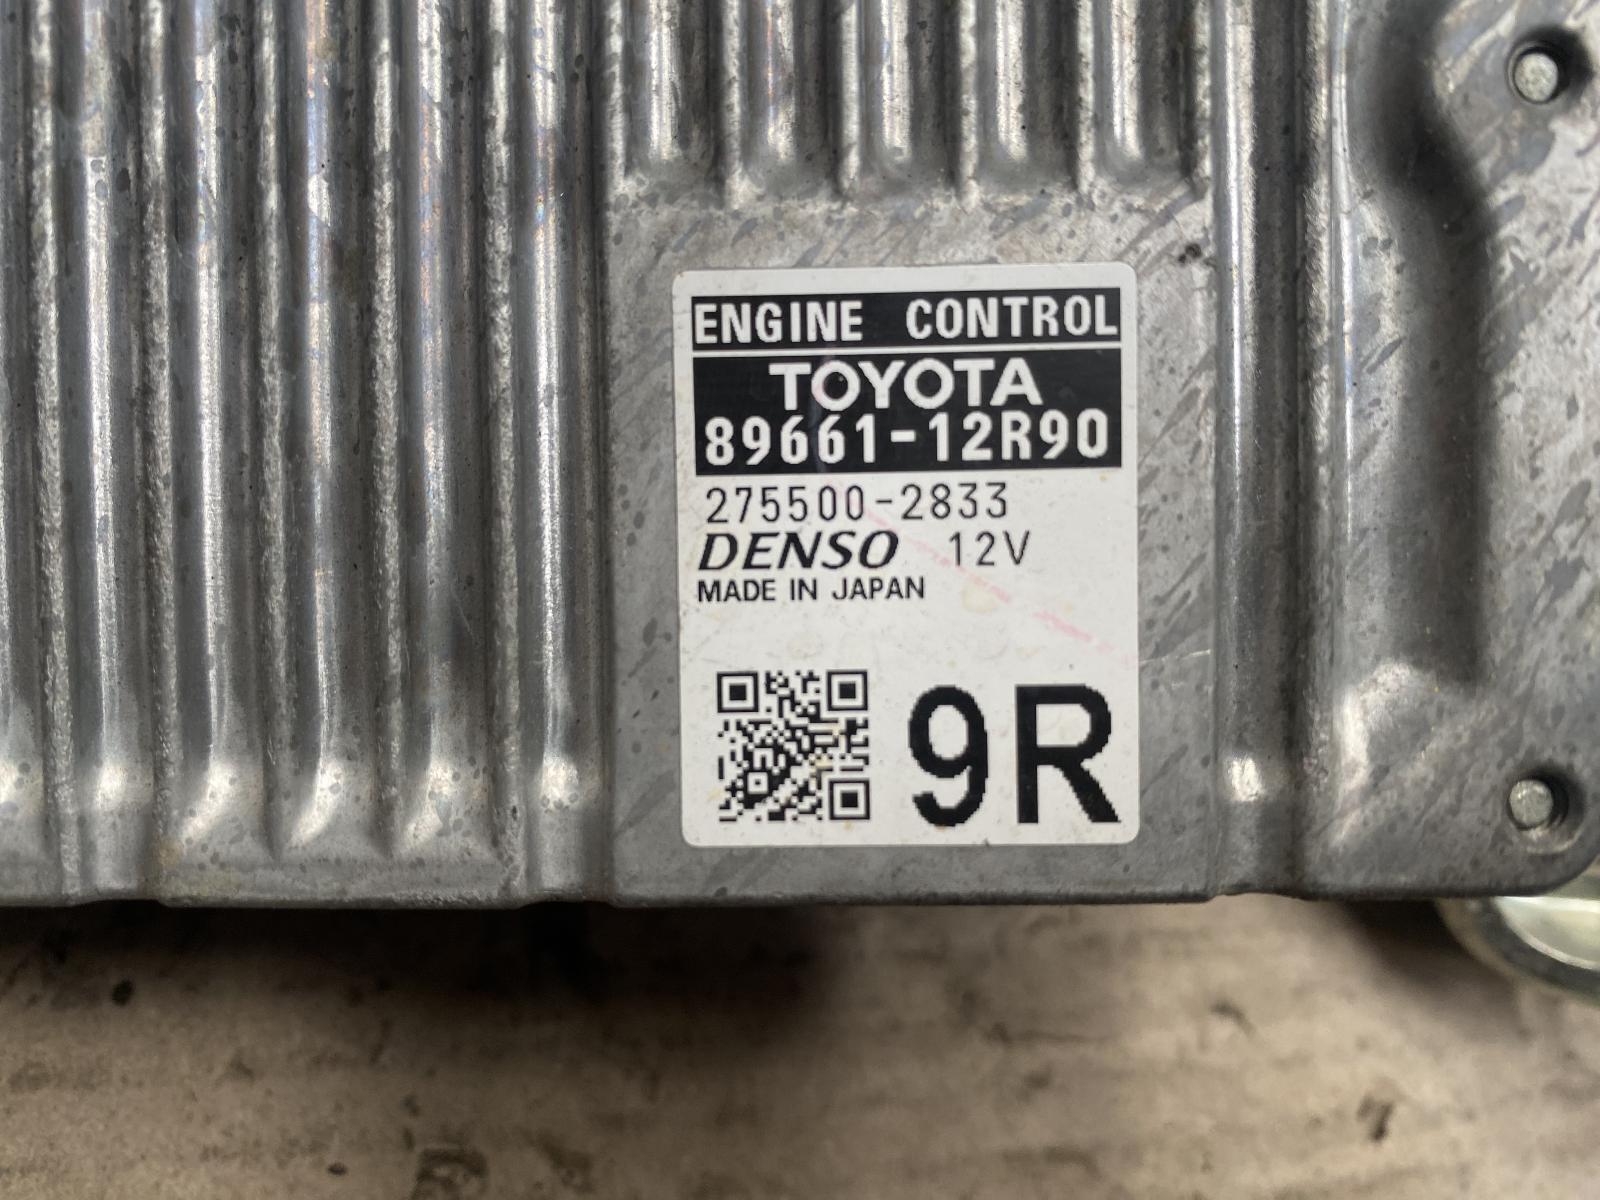 ENGINE CONTROL
TOYOTA
89661-12R90
275500-2833
DENSO 12V
MADE IN JAPAN
9R